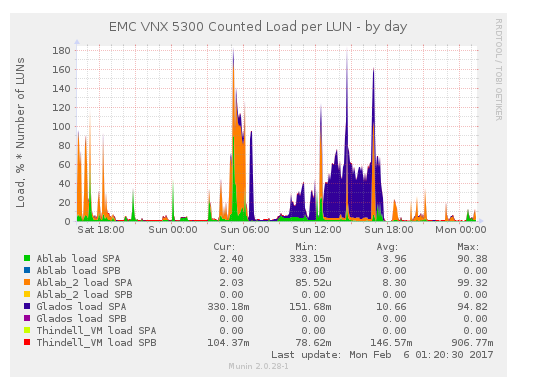 EMC VNX 5300 Counted Load per LUN - by day
RRDTOOL / TOBI OETIKER
Load, % * Number of LUNs
180
160
140
120
100
80
60
40
20
0
Sat 18:00 Sun 00:00 Sun 06:00 Sun 12:00 Sun 18:00 Mon 00:00
Cur: Min: Avg: Max:
Ablab load SPA 2.40 333.15m 3.96 90.38
Ablab load SPB 0.00 0.00 0.00 0.00
Ablab_2 load SPA 2.03 85.52u 8.30 99.32
Ablab_2 load SPB 0.00 0.00 0.00 0.00
Glados load SPA 330.18m 151.68m 10.66 94.82
Glados load SPB 0.00 0.00 0.00 0.00
Thindell_VM load SPA 0.00 0.00 0.00 0.00
Thindell_VM load SPB 104.37m 78.62m 146.57m 906.77m
Last update: Mon Feb 6 01:20:30 2017
Munin 2.0.28-1